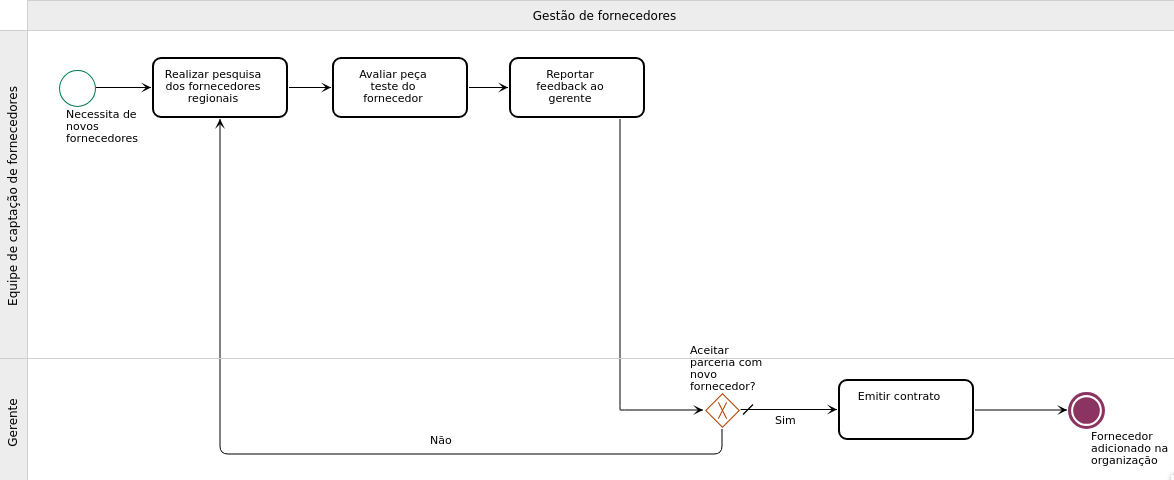 Gestão de fornecedores
Equipe de captação de fornecedores
Necessita de
novos
fornecedores
Realizar pesquisa
dos fornecedores
regionais
Avaliar peça
teste do
fornecedor
Reportar
feedback ao
gerente
Gerente
Aceitar
parceria com
novo
fornecedor?
Não
Sim
Emitir contrato
Fornecedor
adicionado na
organização